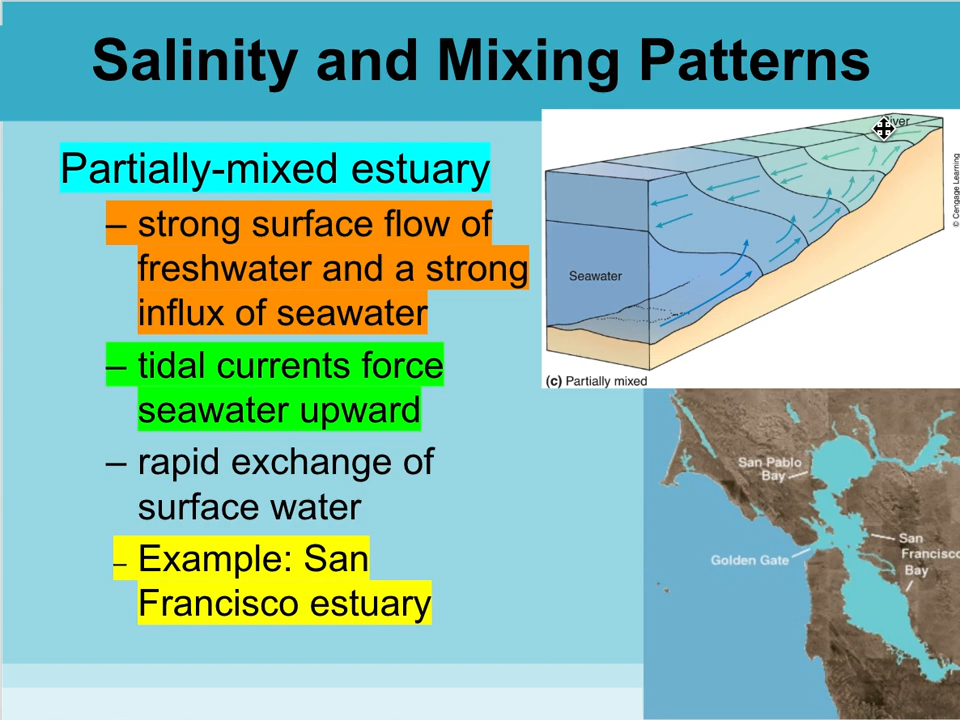 Salinity and Mixing Patterns
Partially-mixed estuary
– strong surface flow of
freshwater and a strong
influx of seawater
– tidal currents force
seawater upward
– rapid exchange of
surface water
– Example: San
Francisco estuary
Seawater
(c) Partially mixed
© Cengage Learning
San Pablo
Bay
Golden Gate
San
Francisco
Bay